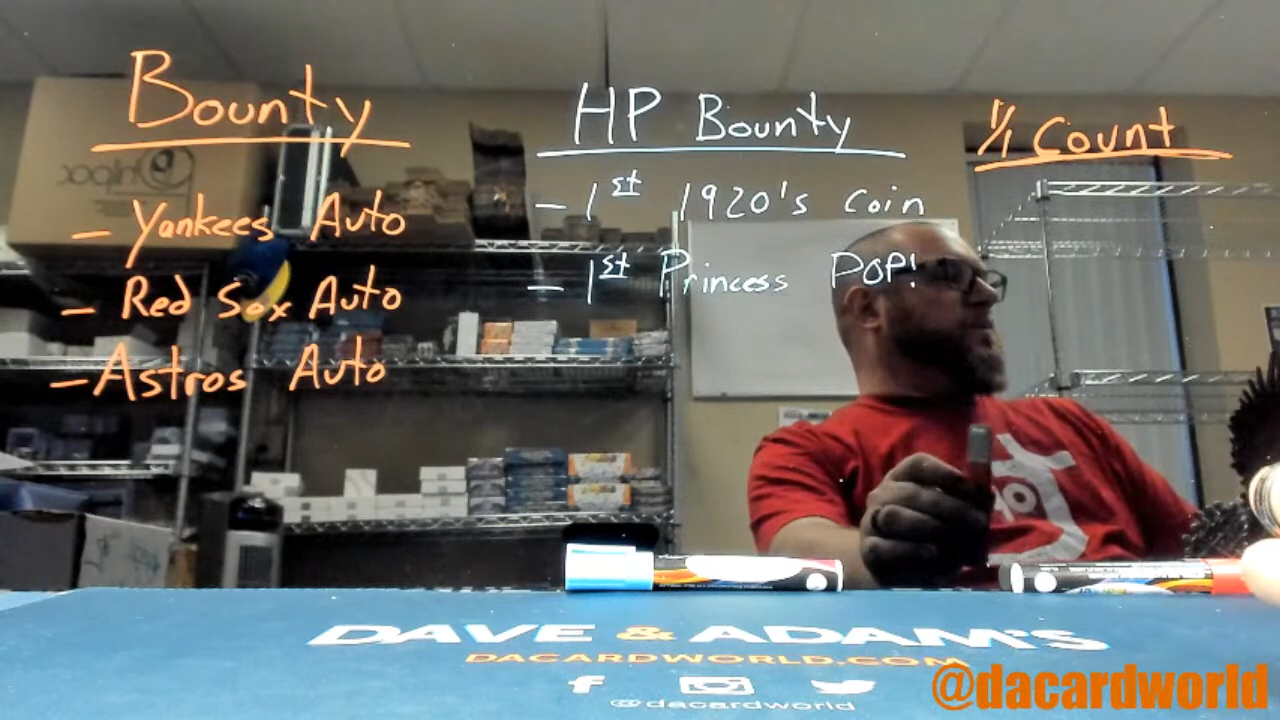 Bounty
- Yankees Auto
- Red Sox Auto
- Astros Auto
HP Bounty
- 1st 1920's Coin
- 1st Princess POP!
1/1 Count
DAVE & ADAM'S
DACARDWORLD.COM
@dacardworld
@dacardworld